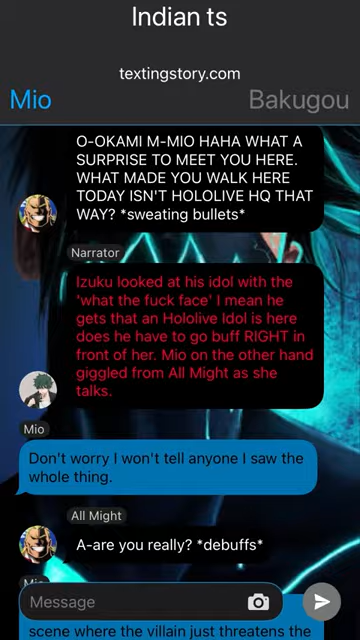 Indian ts
textingstory.com
Mio
Bakugou
O-OKAMI M-MIO HAHA WHAT A
SURPRISE TO MEET YOU HERE.
WHAT MADE YOU WALK HERE
TODAY ISN'T HOLOLIVE HQ THAT
WAY? *sweating bullets*
Narrator
Izuku looked at his idol with the
'what the fuck face' I mean he
gets that an Hololive Idol is here
does he have to go buff RIGHT in
front of her. Mio on the other hand
giggled from All Might as she
talks.
Mio
Don't worry I won't tell anyone I saw the
whole thing.
All Might
A-are you really? *debuffs*
Mio
Message
scene where the villain just threatens the